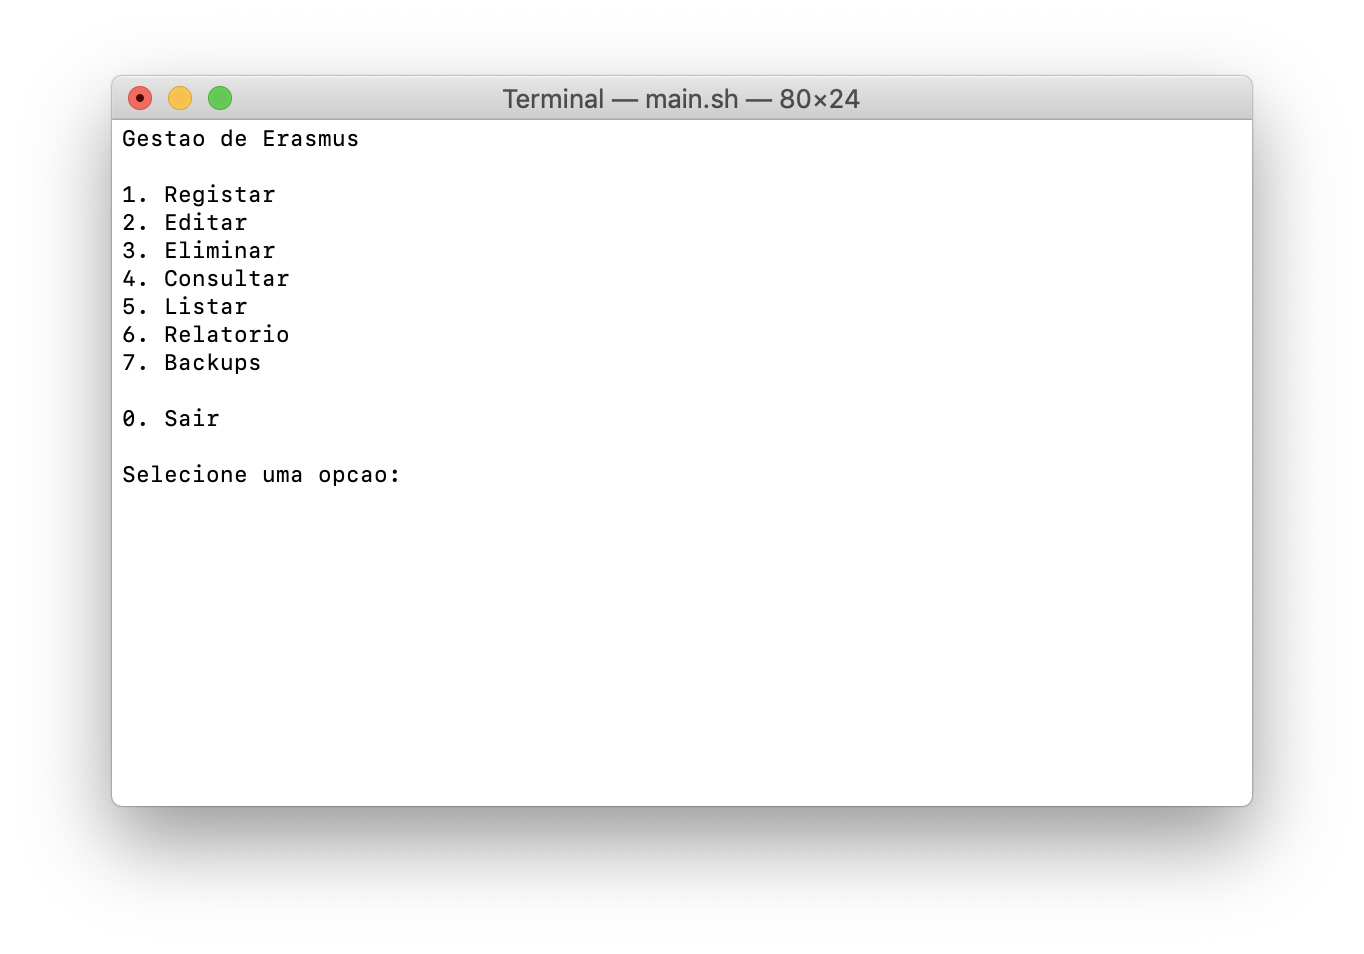 Terminal — main.sh — 80×24
Gestao de Erasmus
1. Registar
2. Editar
3. Eliminar
4. Consultar
5. Listar
6. Relatorio
7. Backups
0. Sair
Selecione uma opcao: